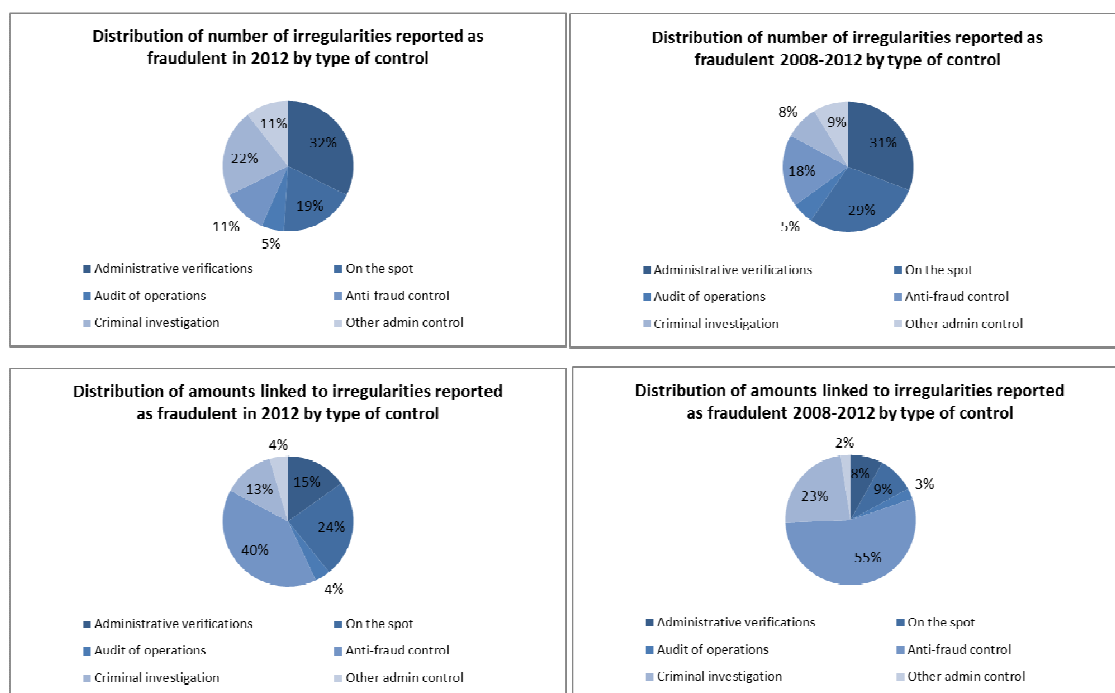 Distribution of number of irregularities reported as
fraudulent in 2012 by type of control
11%
32%
22%
19%
11%
5%
Administrative verifications
On the spot
Audit of operations
Anti-fraud control
Criminal investigation
Other admin control
Distribution of number of irregularities reported as
fraudulent 2008-2012 by type of control
8%
9%
31%
18%
29%
5%
Administrative verifications
On the spot
Audit of operations
Anti-fraud control
Criminal investigation
Other admin control
Distribution of amounts linked to irregularities reported
as fraudulent in 2012 by type of control
4%
15%
13%
24%
40%
4%
Administrative verifications
On the spot
Audit of operations
Anti-fraud control
Criminal investigation
Other admin control
Distribution of amounts linked to irregularities reported
as fraudulent 2008-2012 by type of control
2%
8%
3%
9%
23%
55%
Administrative verifications
On the spot
Audit of operations
Anti-fraud control
Criminal investigation
Other admin control